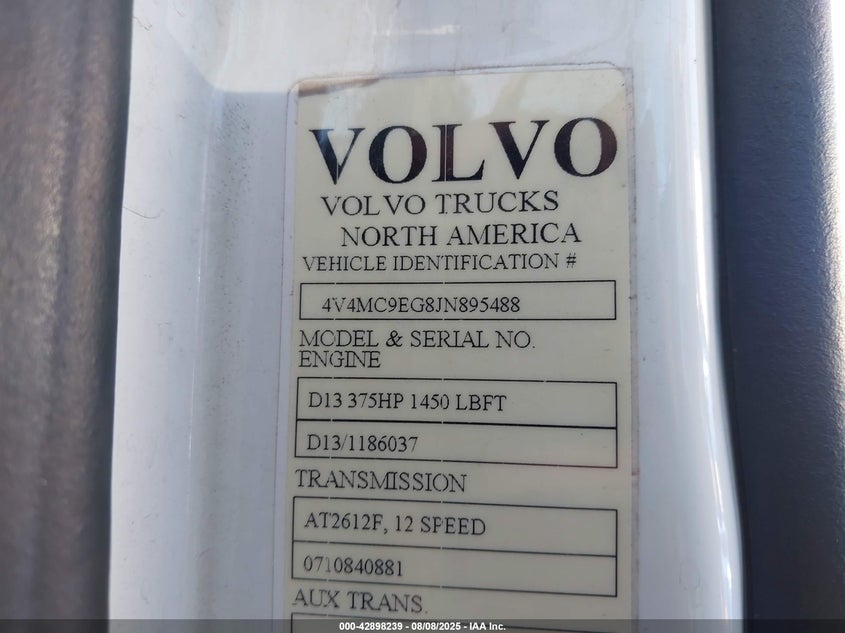 VOLVO
VOLVO TRUCKS
NORTH AMERICA
VEHICLE IDENTIFICATION #
4V4MC9EG8JN895488
MODEL & SERIAL NO.
ENGINE
D13 375HP 1450 LBFT
D13/1186037
TRANSMISSION
AT2612F, 12 SPEED
0710840881
AUX TRANS.
000-42898239 - 08/08/2025 - IAA Inc.